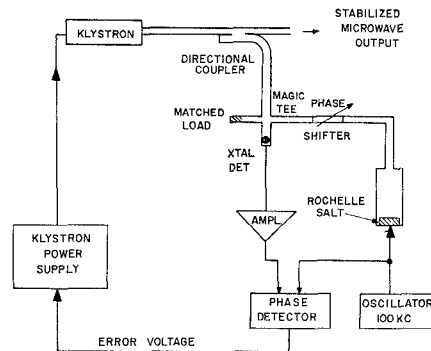 STABILIZED
MICROWAVE
OUTPUT
KLYSTRON
DIRECTIONAL
COUPLER
MAGIC
TEE
PHASE
SHIFTER
MATCHED
LOAD
XTAL
DET
ROCHELLE
SALT
AMPL.
KLYSTRON
POWER
SUPPLY
PHASE
DETECTOR
OSCILLATOR
100 KC
ERROR VOLTAGE